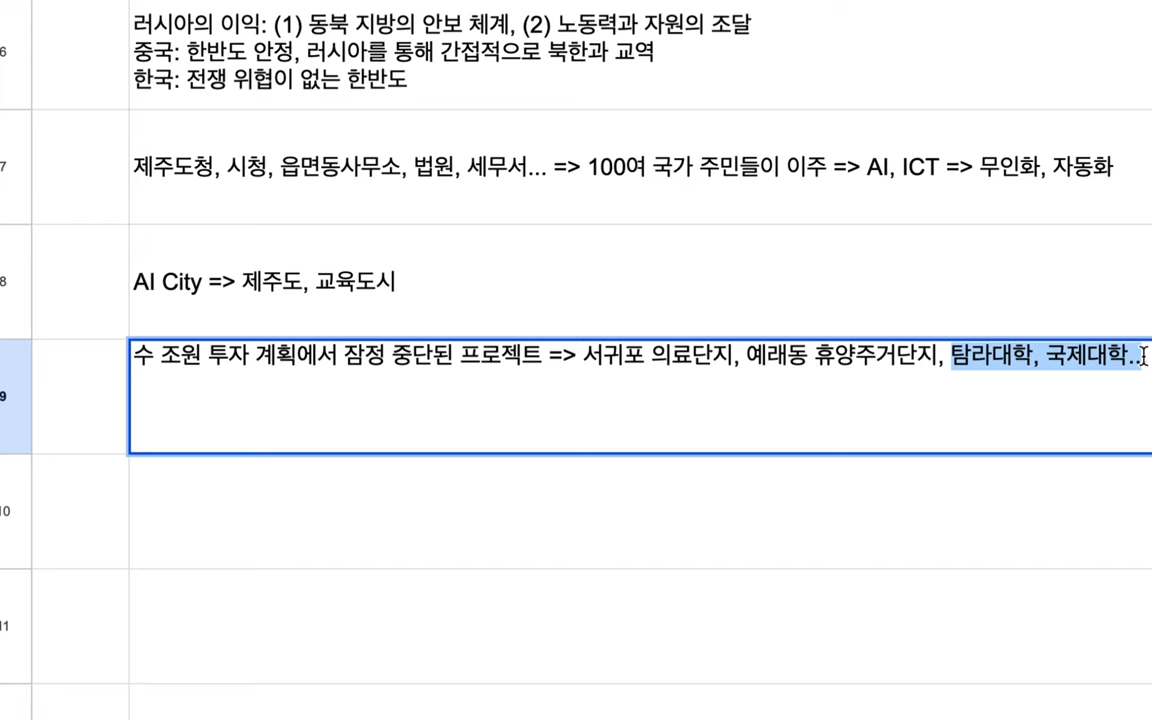 6
러시아의 이익: (1) 동북 지방의 안보 체계, (2) 노동력과 자원의 조달
중국: 한반도 안정, 러시아를 통해 간접적으로 북한과 교역
한국: 전쟁 위협이 없는 한반도
7
제주도청, 시청, 읍면동사무소, 법원, 세무서... => 100여 국가 주민들이 이주 => AI, ICT => 무인화, 자동화
8
AI City => 제주도, 교육도시
수 조원 투자 계획에서 잠정 중단된 프로젝트 => 서귀포 의료단지, 예래동 휴양주거단지, 탐라대학, 국제대학..
9
10
11